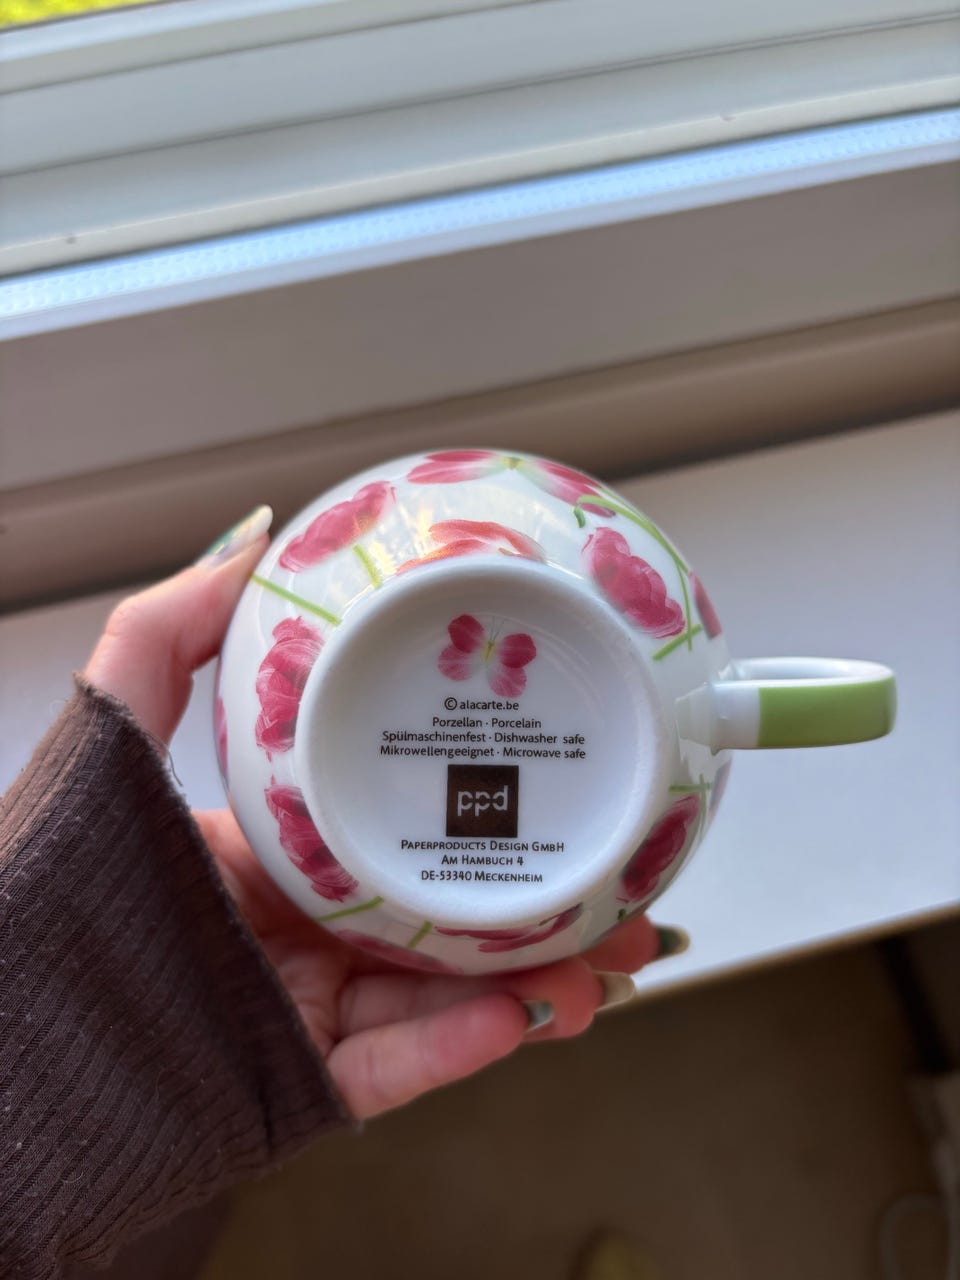 © alacarte.be
Porzellan · Porcelain
Spülmaschinenfest · Dishwasher safe
Mikrowellengeeignet · Microwave safe
ppd
PAPERPRODUCTS DESIGN GMBH
AM HAMBUCH 4
DE-53340 MECKENHEIM